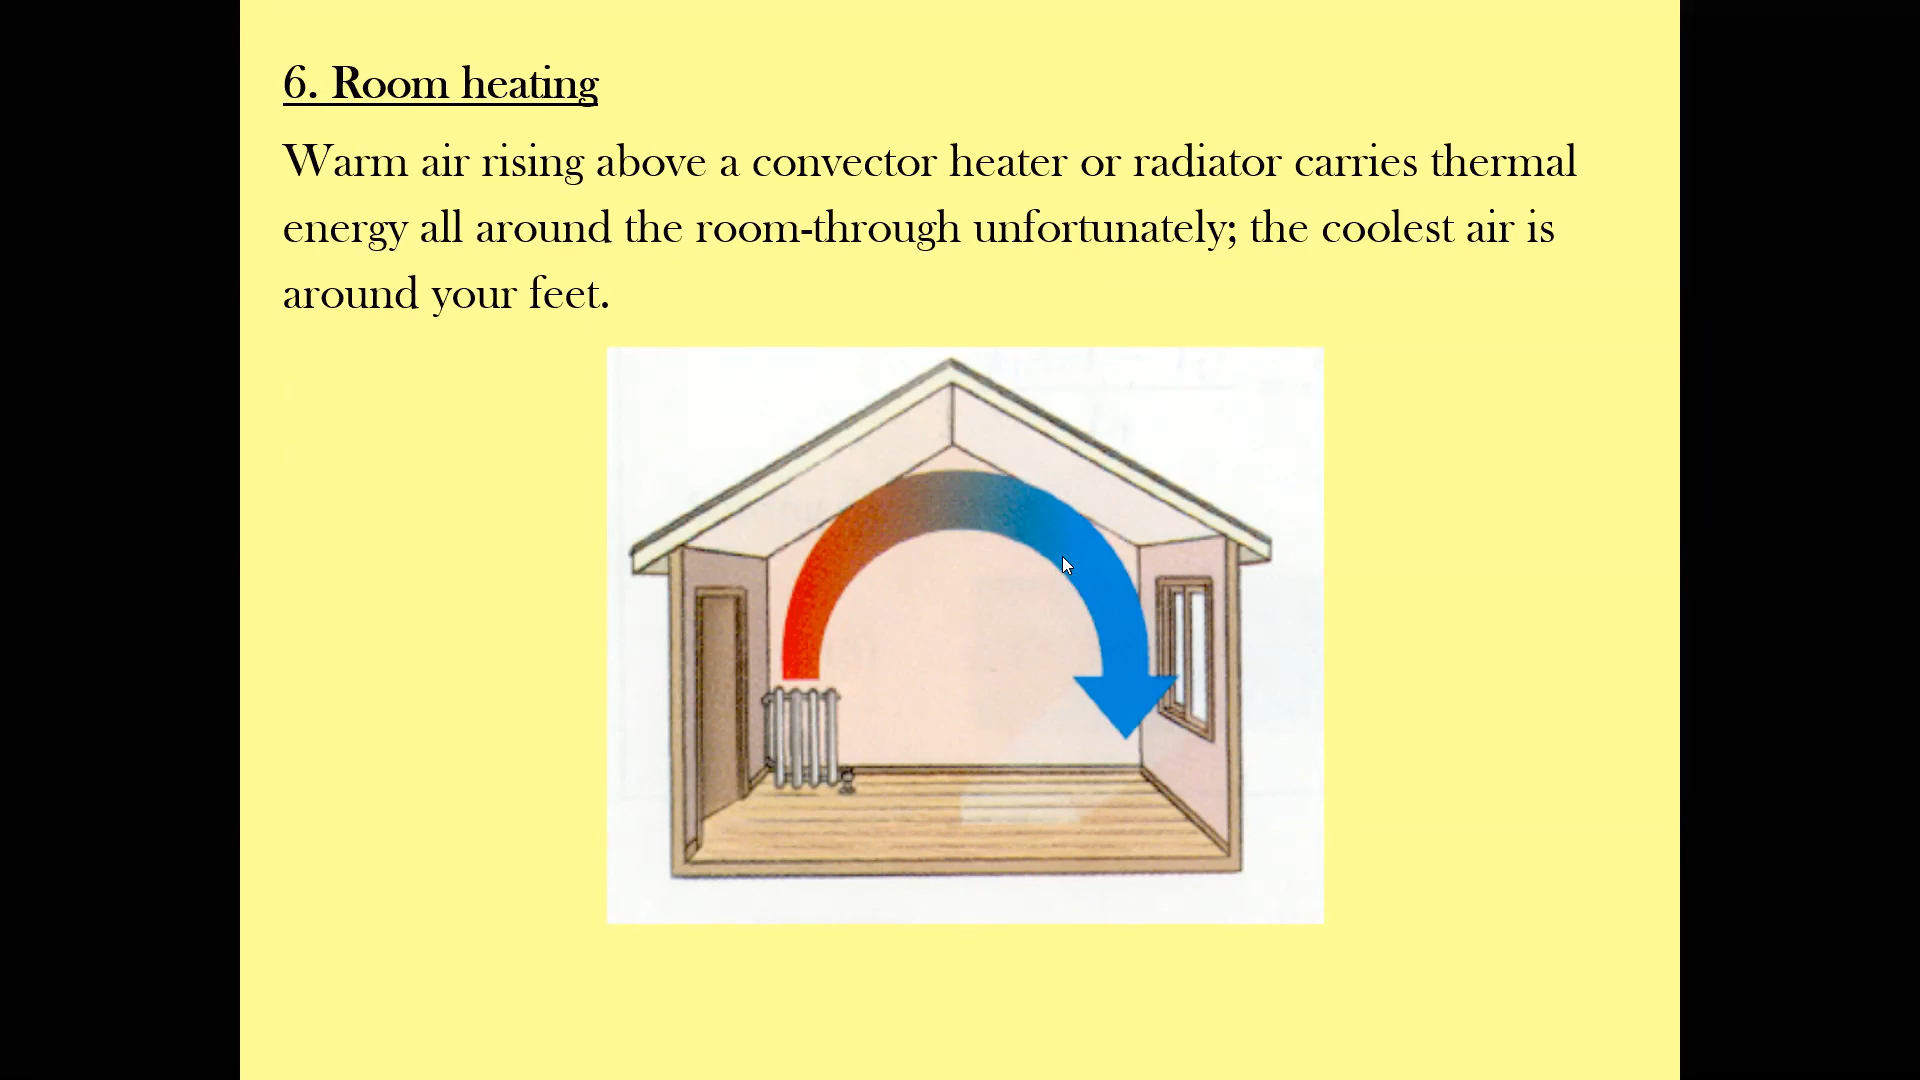 6. Room heating
Warm air rising above a convector heater or radiator carries thermal
energy all around the room-through unfortunately; the coolest air is
around your feet.